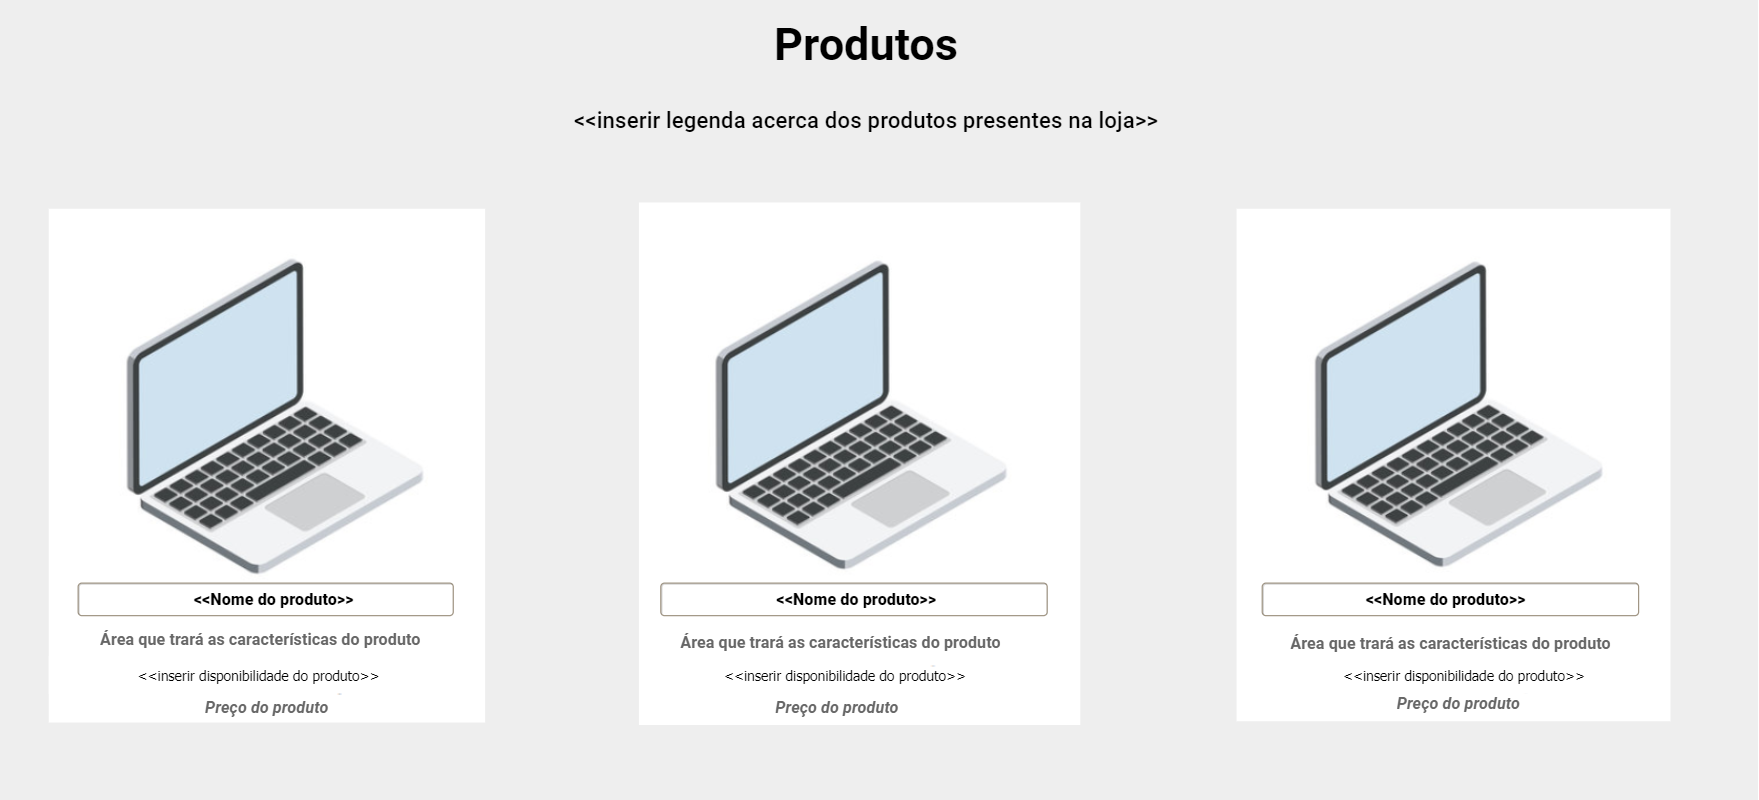 Produtos
<<inserir legenda acerca dos produtos presentes na loja>>
<<Nome do produto>>
Área que trará as características do produto
<<inserir disponibilidade do produto>>
Preço do produto
<<Nome do produto>>
Área que trará as características do produto
<<inserir disponibilidade do produto>>
Preço do produto
<<Nome do produto>>
Área que trará as características do produto
<<inserir disponibilidade do produto>>
Preço do produto